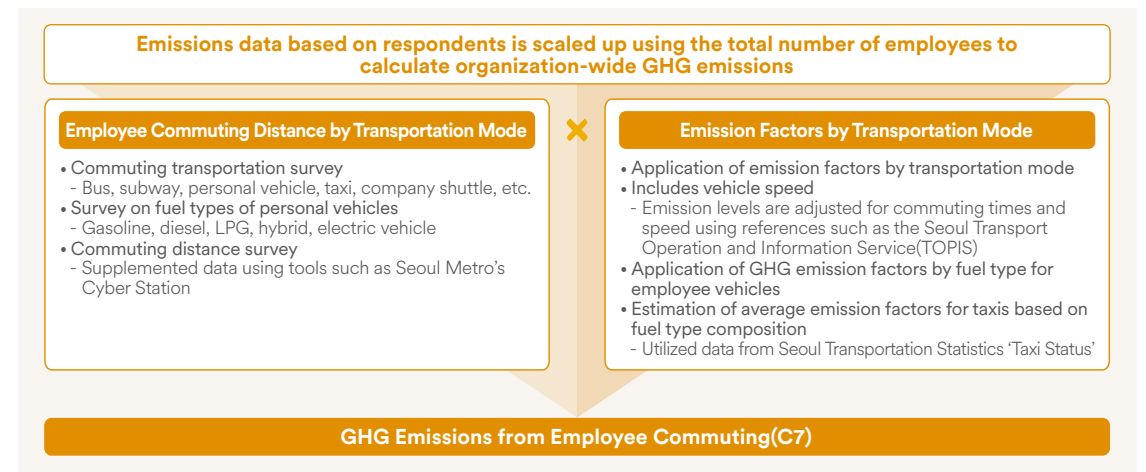 Emissions data based on respondents is scaled up using the total number of employees to
calculate organization-wide GHG emissions
Employee Commuting Distance by Transportation Mode
• Commuting transportation survey
- Bus, subway, personal vehicle, taxi, company shuttle, etc.
• Survey on fuel types of personal vehicles
- Gasoline, diesel, LPG, hybrid, electric vehicle
• Commuting distance survey
- Supplemented data using tools such as Seoul Metro's
Cyber Station
×
Emission Factors by Transportation Mode
• Application of emission factors by transportation mode
• Includes vehicle speed
- Emission levels are adjusted for commuting times and
speed using references such as the Seoul Transport
Operation and Information Service(TOPIS)
• Application of GHG emission factors by fuel type for
employee vehicles
• Estimation of average emission factors for taxis based on
fuel type composition
- Utilized data from Seoul Transportation Statistics 'Taxi Status'
GHG Emissions from Employee Commuting(C7)